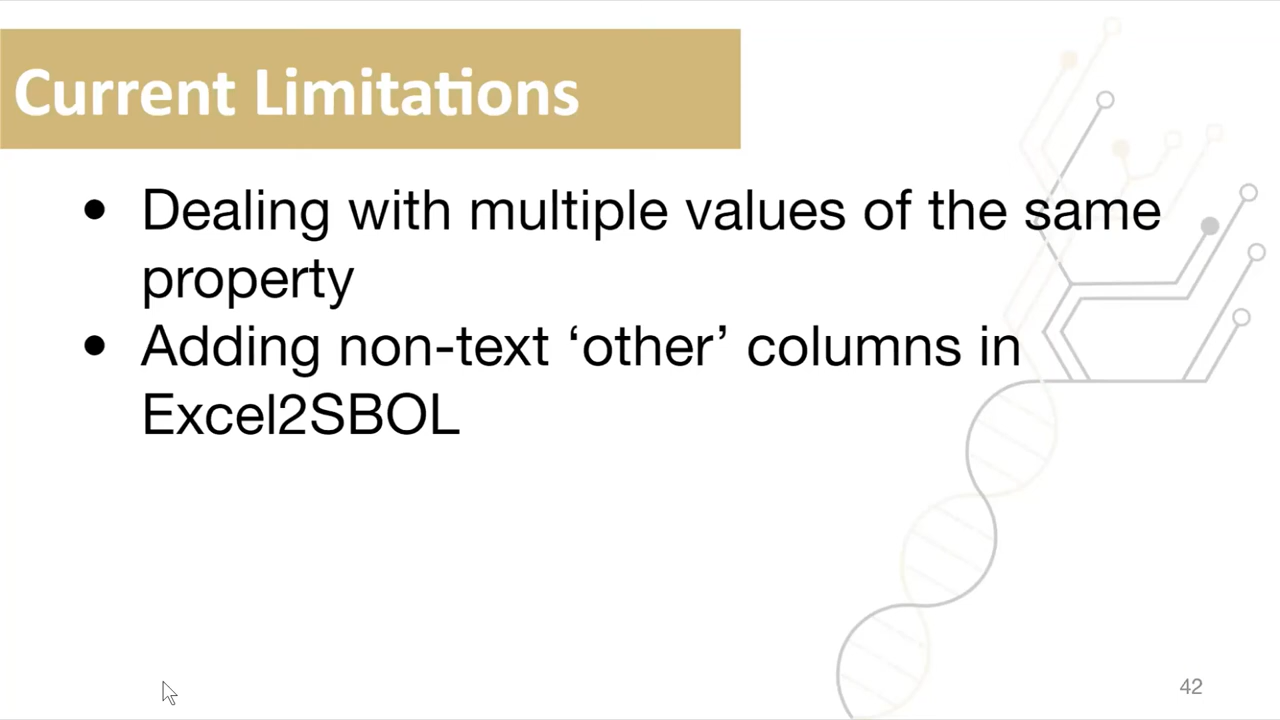 Current Limitations
● Dealing with multiple values of the same
property
● Adding non-text ‘other’ columns in
Excel2SBOL
42